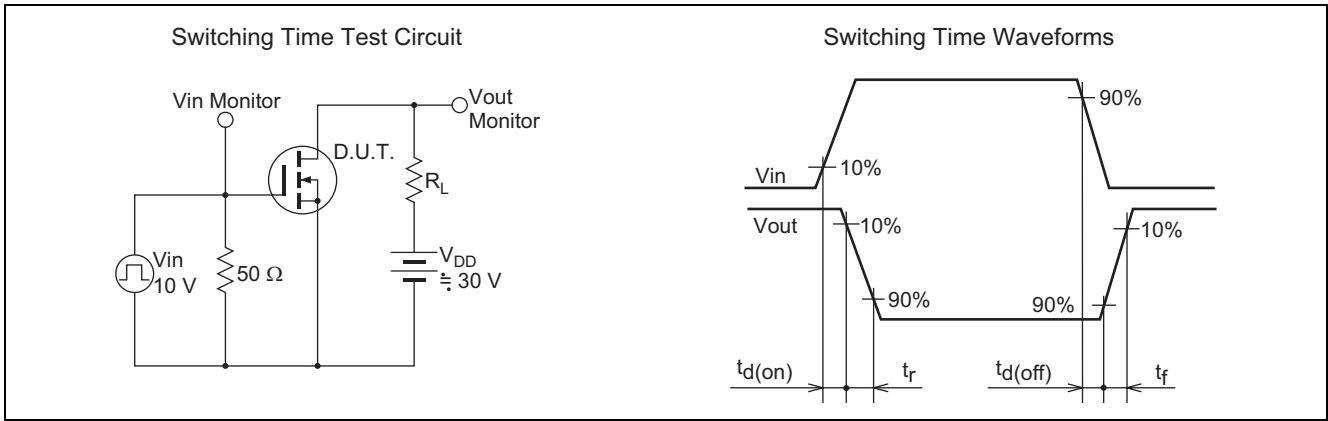 Switching Time Test Circuit
Vin Monitor
Vout
Monitor
D.U.T.
RL
Vin
10 V
50 Ω
VDD
≒ 30 V
Switching Time Waveforms
Vin
10%
90%
Vout
10%
90%
90%
10%
td(on)
tr
td(off)
tf